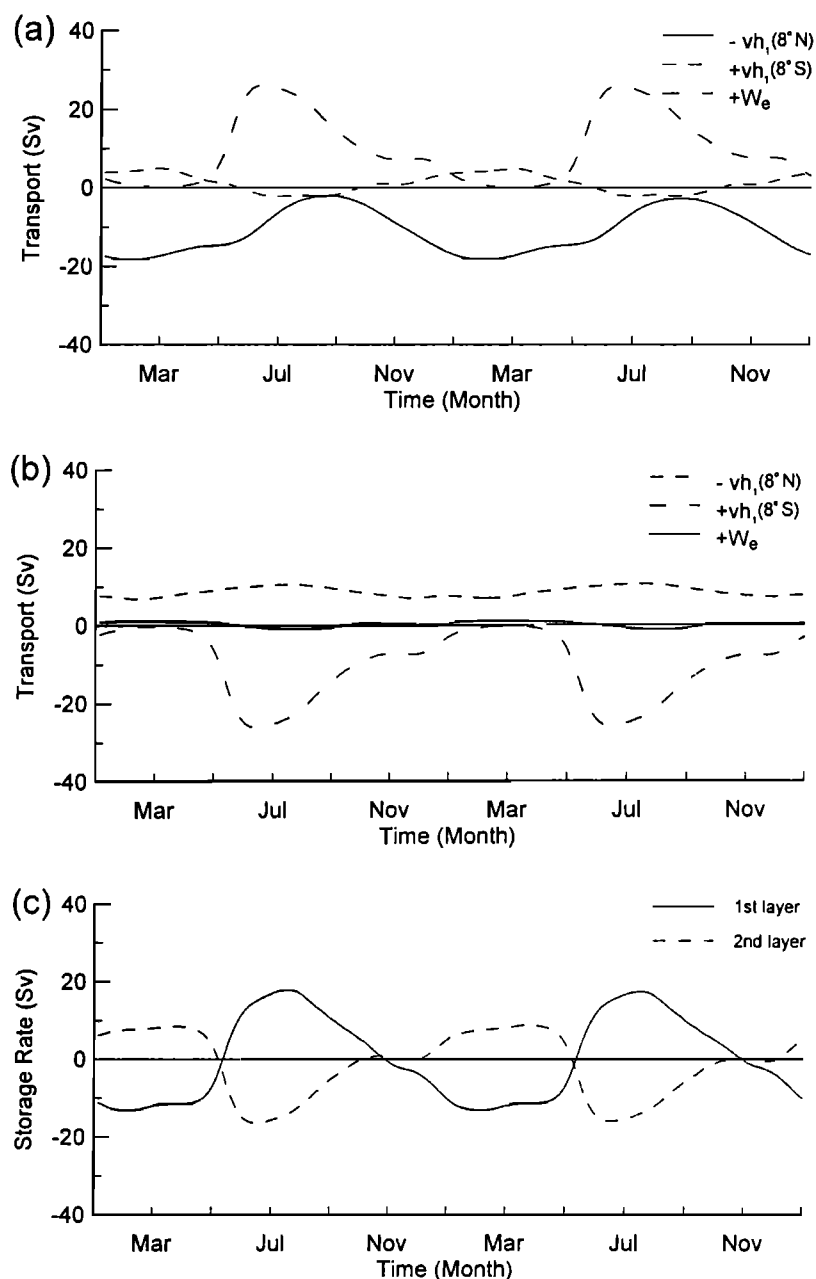 (a)
40
20
0
-20
-40
Transport (Sv)
- vh₁(8°N)
+vh₁(8°S)
+Wₑ
Mar
Jul
Nov
Mar
Jul
Nov
Time (Month)
(b)
40
20
0
-20
-40
Transport (Sv)
- vh₁(8°N)
+vh₁(8°S)
+Wₑ
Mar
Jul
Nov
Mar
Jul
Nov
Time (Month)
(c)
40
20
0
-20
-40
Storage Rate (Sv)
1st layer
2nd layer
Mar
Jul
Nov
Mar
Jul
Nov
Time (Month)